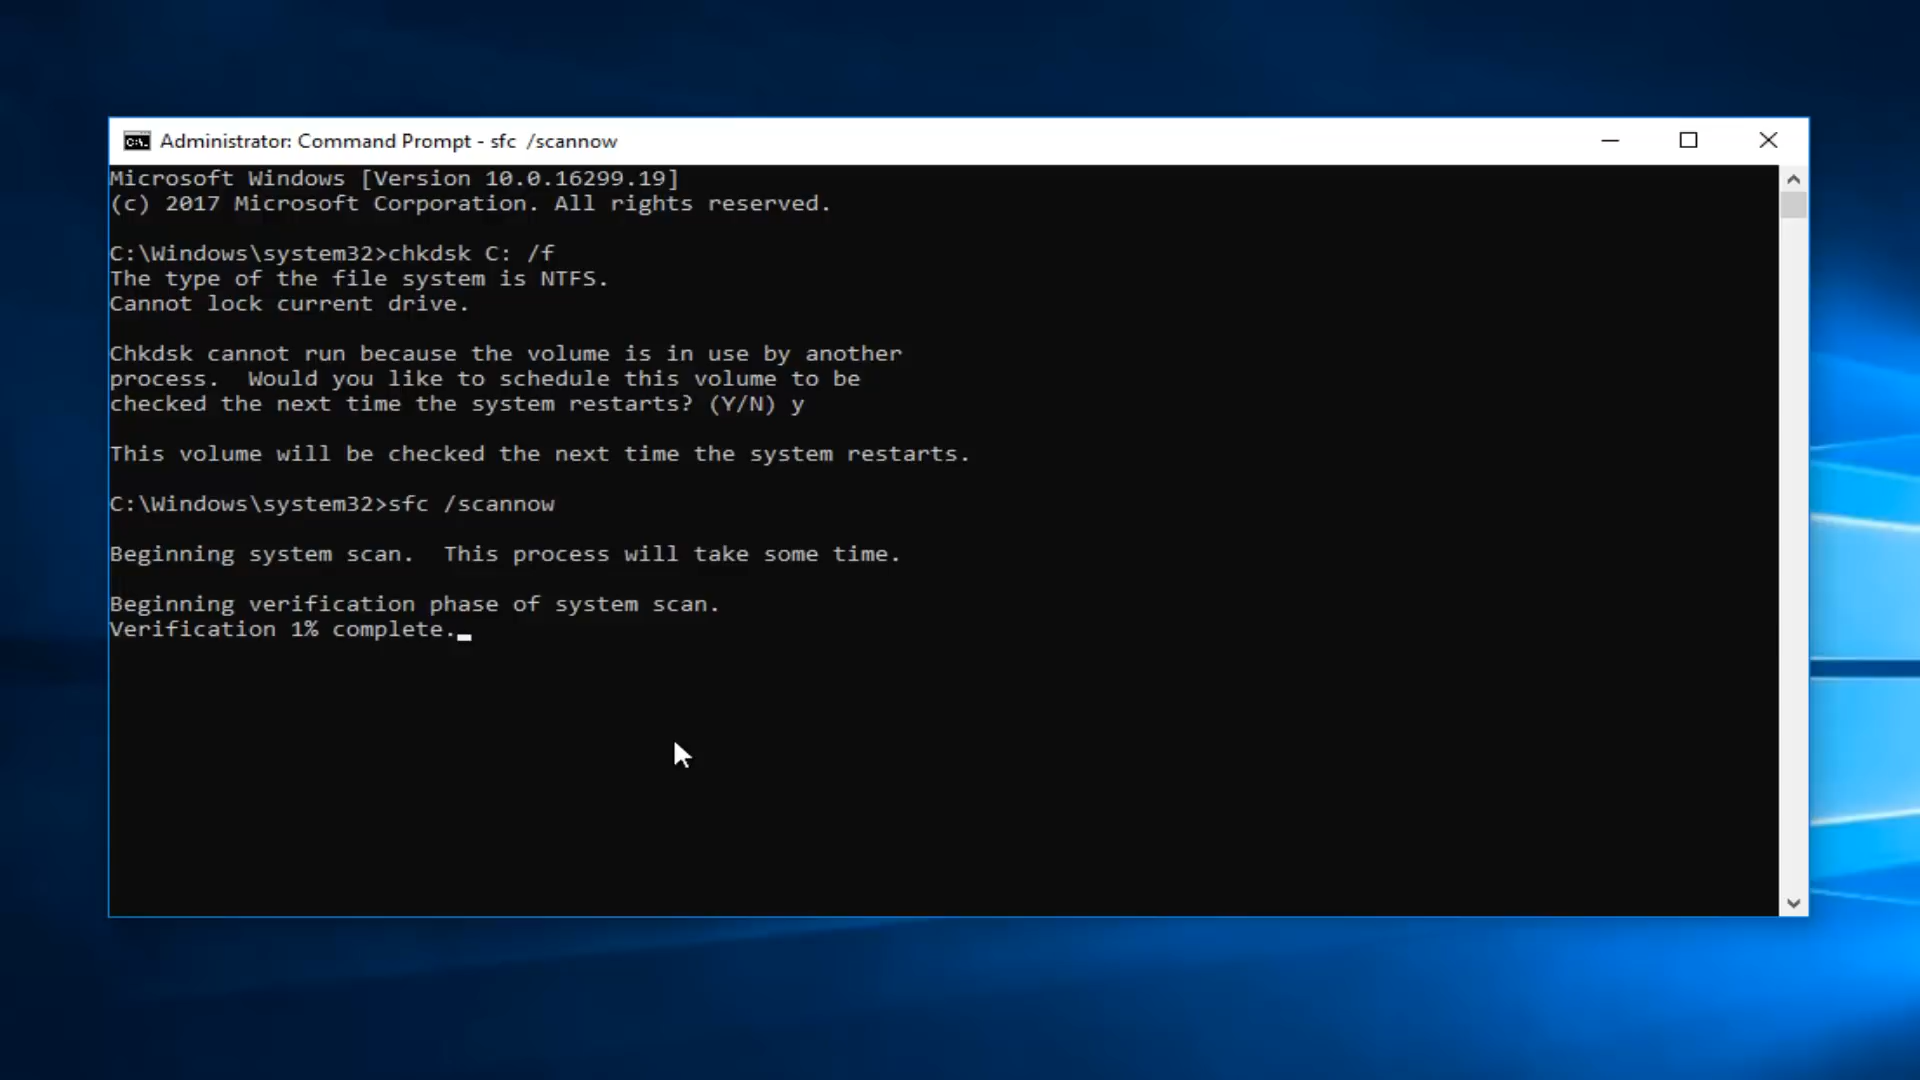 Administrator: Command Prompt - sfc  /scannow
Microsoft Windows [Version 10.0.16299.19]
(c) 2017 Microsoft Corporation. All rights reserved.
C:\Windows\system32>chkdsk C: /f
The type of the file system is NTFS.
Cannot lock current drive.
Chkdsk cannot run because the volume is in use by another
process.  Would you like to schedule this volume to be
checked the next time the system restarts? (Y/N) y
This volume will be checked the next time the system restarts.
C:\Windows\system32>sfc /scannow
Beginning system scan.  This process will take some time.
Beginning verification phase of system scan.
Verification 1% complete.